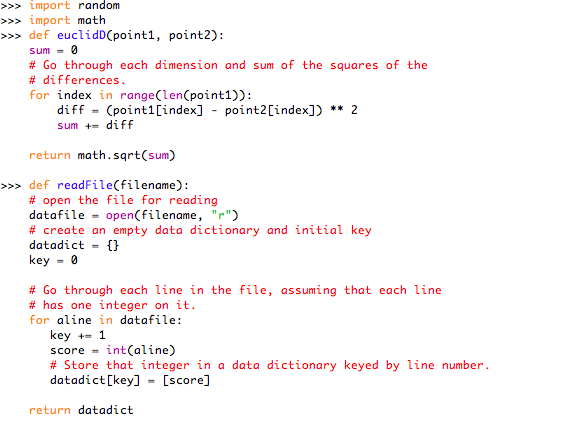 >>> import random
>>> import math
>>> def euclidD(point1, point2):
sum = 0
# Go through each dimension and sum of the squares of the
# differences.
for index in range(len(point1)):
diff = (point1[index] - point2[index]) ** 2
sum += diff
return math.sqrt(sum)
>>> def readFile(filename):
# open the file for reading
datafile = open(filename, "r")
# create an empty data dictionary and initial key
datadict = {}
key = 0
# Go through each line in the file, assuming that each line
# has one integer on it.
for aline in datafile:
key += 1
score = int(aline)
# Store that integer in a data dictionary keyed by line number.
datadict[key] = [score]
return datadict